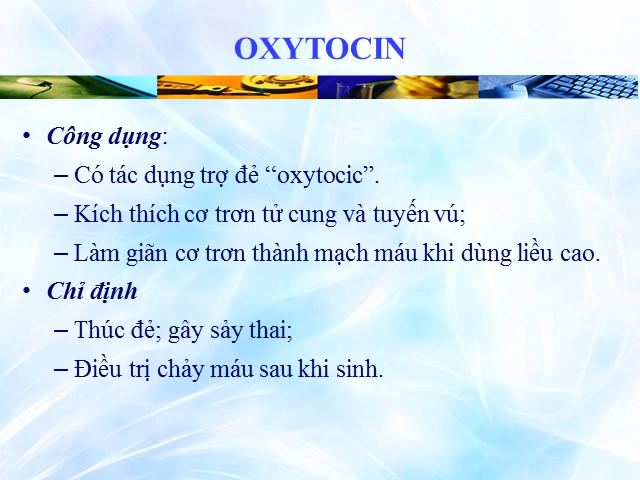 OXYTOCIN
• Công dụng:
– Có tác dụng trợ đẻ “oxytocic”.
– Kích thích cơ trơn tử cung và tuyến vú;
– Làm giãn cơ trơn thành mạch máu khi dùng liều cao.
• Chỉ định
– Thúc đẻ; gây sảy thai;
– Điều trị chảy máu sau khi sinh.